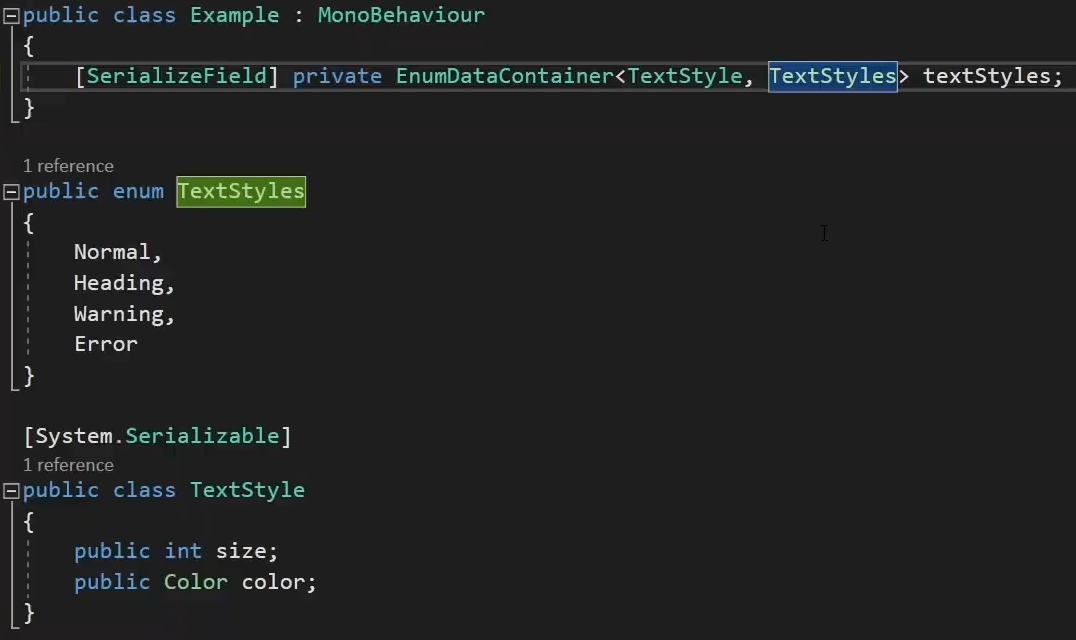 public class Example : MonoBehaviour
{
[SerializeField] private EnumDataContainer<TextStyle, TextStyles> textStyles;
}
1 reference
public enum TextStyles
{
Normal,
Heading,
Warning,
Error
}
[System.Serializable]
1 reference
public class TextStyle
{
public int size;
public Color color;
}